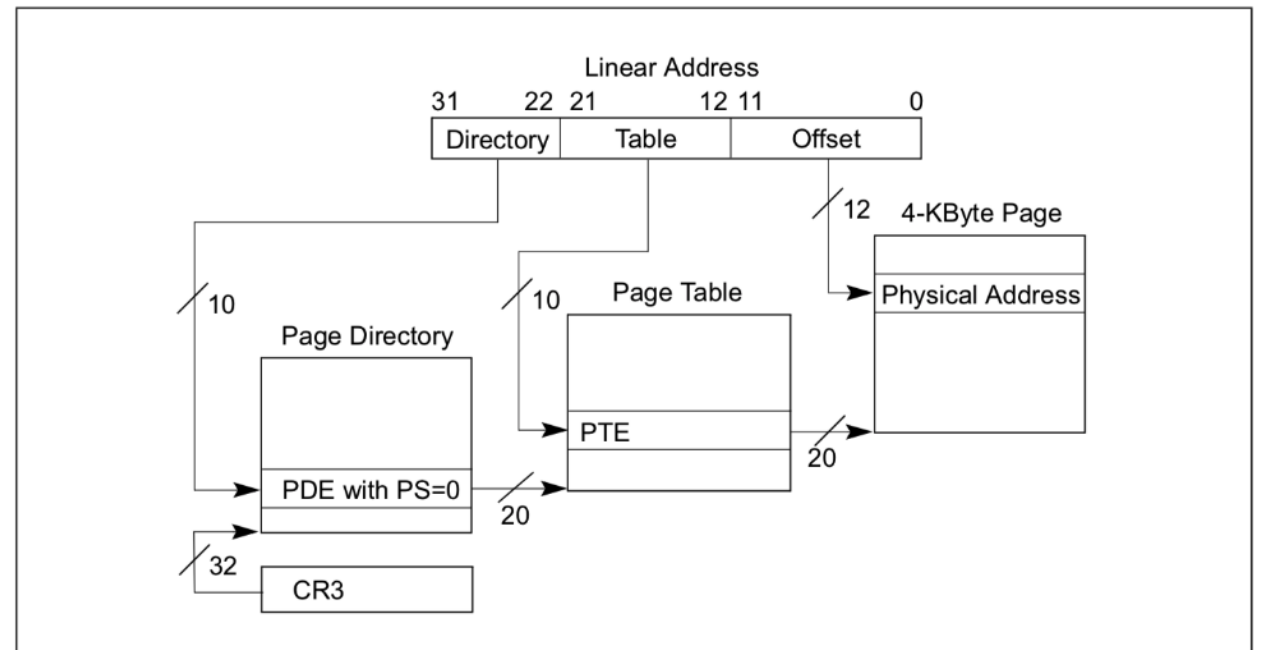 Linear Address
31 22 21 12 11 0
Directory Table Offset
12
4-KByte Page
10
10
Page Table
Physical Address
Page Directory
PTE
20
PDE with PS=0
20
32
CR3